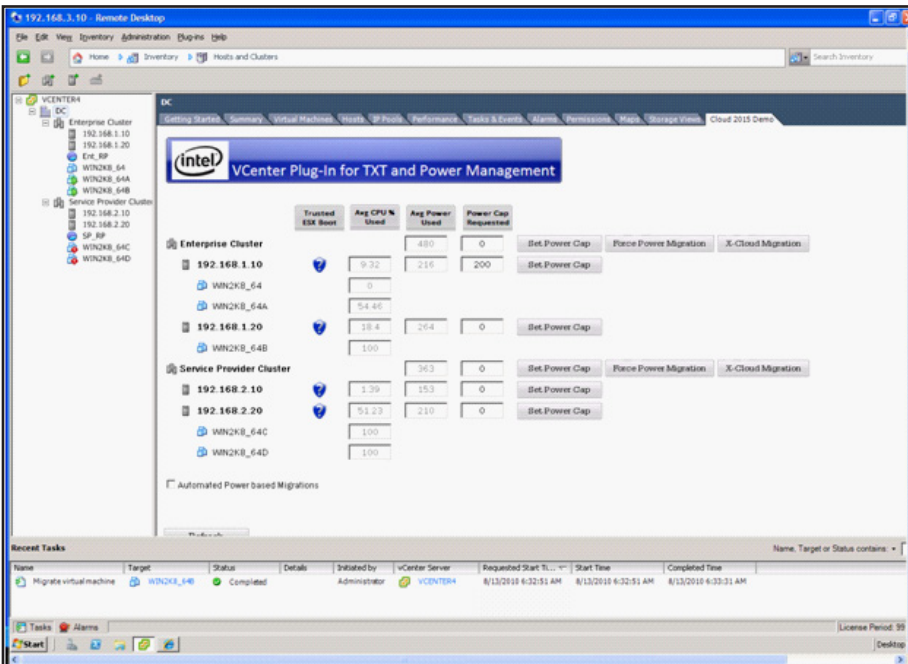 192.168.3.10 - Remote Desktop
File Edit View Inventory Administration Plug-ins Help
Home Inventory Hosts and Clusters Search Inventory
VCENTER4
DC
Enterprise Cluster
192.168.1.10
192.168.1.20
Ent_RP
WIN2K8_64
WIN2K8_64A
WIN2K8_64B
Service Provider Cluster
192.168.2.10
192.168.2.20
SP_RP
WIN2K8_64C
WIN2K8_64D
DC
Getting Started Summary Virtual Machines Hosts IP Pools Performance Tasks & Events Alarms Permissions Maps Storage Views Cloud 2015 Demo
intel VCenter Plug-In for TXT and Power Management
Trusted ESX Boot Avg CPU % Used Avg Power Used Power Cap Requested
Enterprise Cluster 480 0 Set Power Cap Force Power Migration X-Cloud Migration
192.168.1.10 9.32 216 200 Set Power Cap
WIN2K8_64 0
WIN2K8_64A 54.46
192.168.1.20 18.4 264 0 Set Power Cap
WIN2K8_64B 100
Service Provider Cluster 363 0 Set Power Cap Force Power Migration X-Cloud Migration
192.168.2.10 1.39 153 0 Set Power Cap
192.168.2.20 51.23 210 0 Set Power Cap
WIN2K8_64C 100
WIN2K8_64D 100
Automated Power based Migrations
Refresh
Recent Tasks Name, Target or Status contains:
Name Target Status Details Initiated by vCenter Server Requested Start Ti... Start Time Completed Time
Migrate virtual machine WIN2K8_64B Completed Administrator VCENTER4 8/13/2010 6:32:51 AM 8/13/2010 6:32:51 AM 8/13/2010 6:33:31 AM
Tasks Alarms License Period: 99
Start Desktop